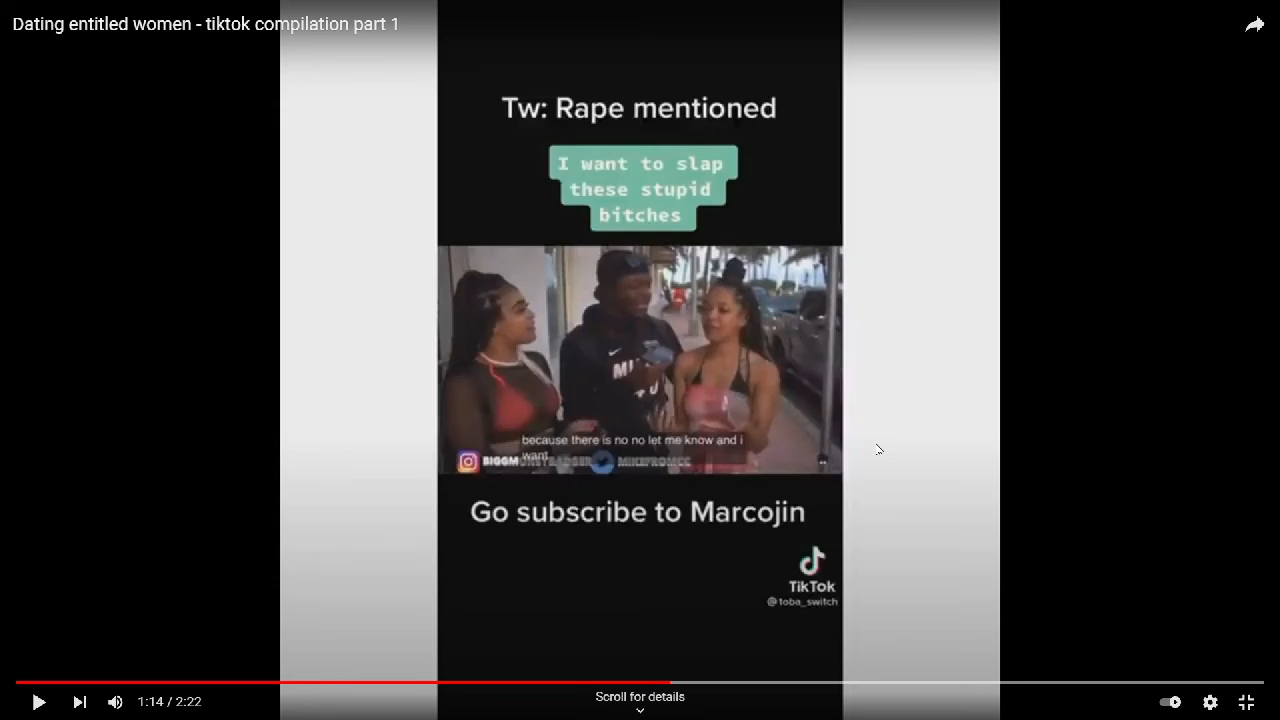 Dating entitled women - tiktok compilation part 1
Tw: Rape mentioned
I want to slap
these stupid
bitches
because there is no no let me know and i
want
BIGGMONEYBADGER MIKEFROMCC
Go subscribe to Marcojin
TikTok
@toba_switch
1:14 / 2:22
Scroll for details